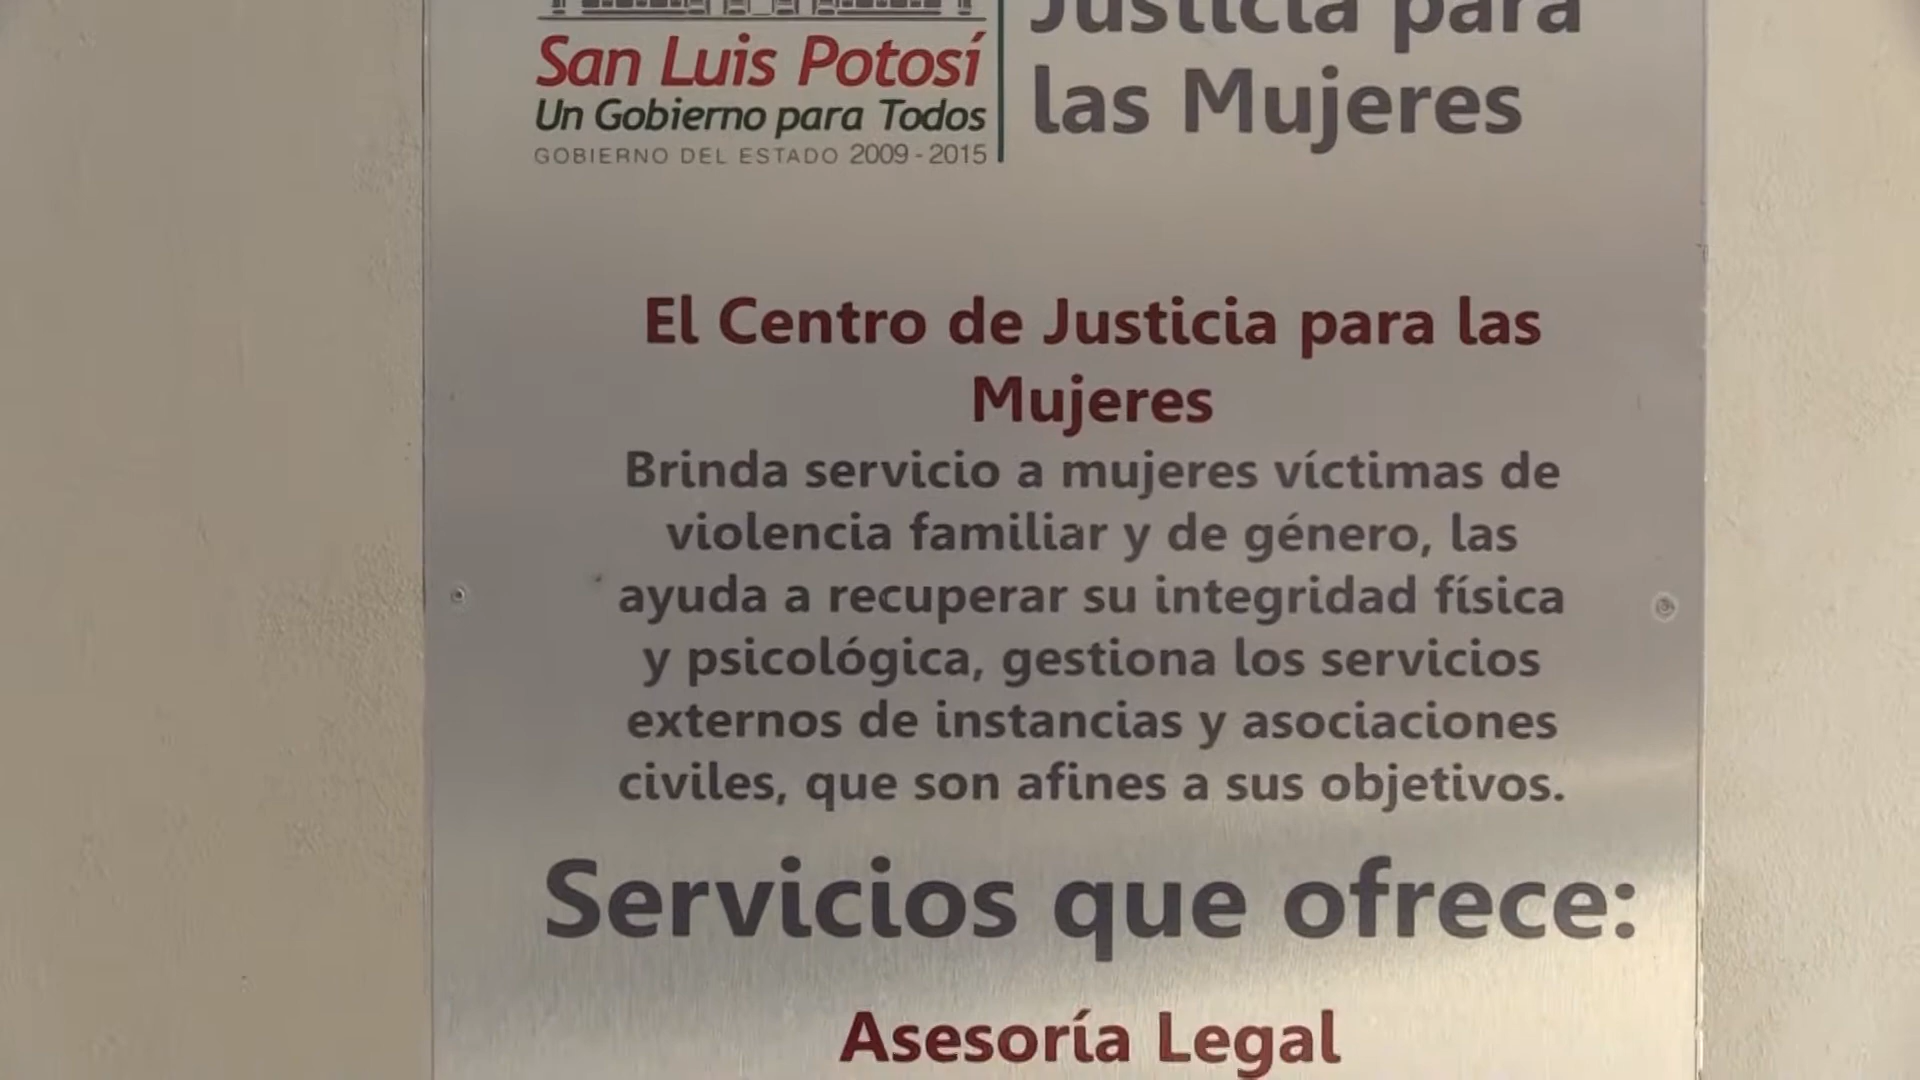 San Luis Potosí
Un Gobierno para Todos
GOBIERNO DEL ESTADO 2009-2015
Justicia para
las Mujeres
El Centro de Justicia para las
Mujeres
Brinda servicio a mujeres víctimas de
violencia familiar y de género, las
ayuda a recuperar su integridad física
y psicológica, gestiona los servicios
externos de instancias y asociaciones
civiles, que son afines a sus objetivos.
Servicios que ofrece:
Asesoría Legal